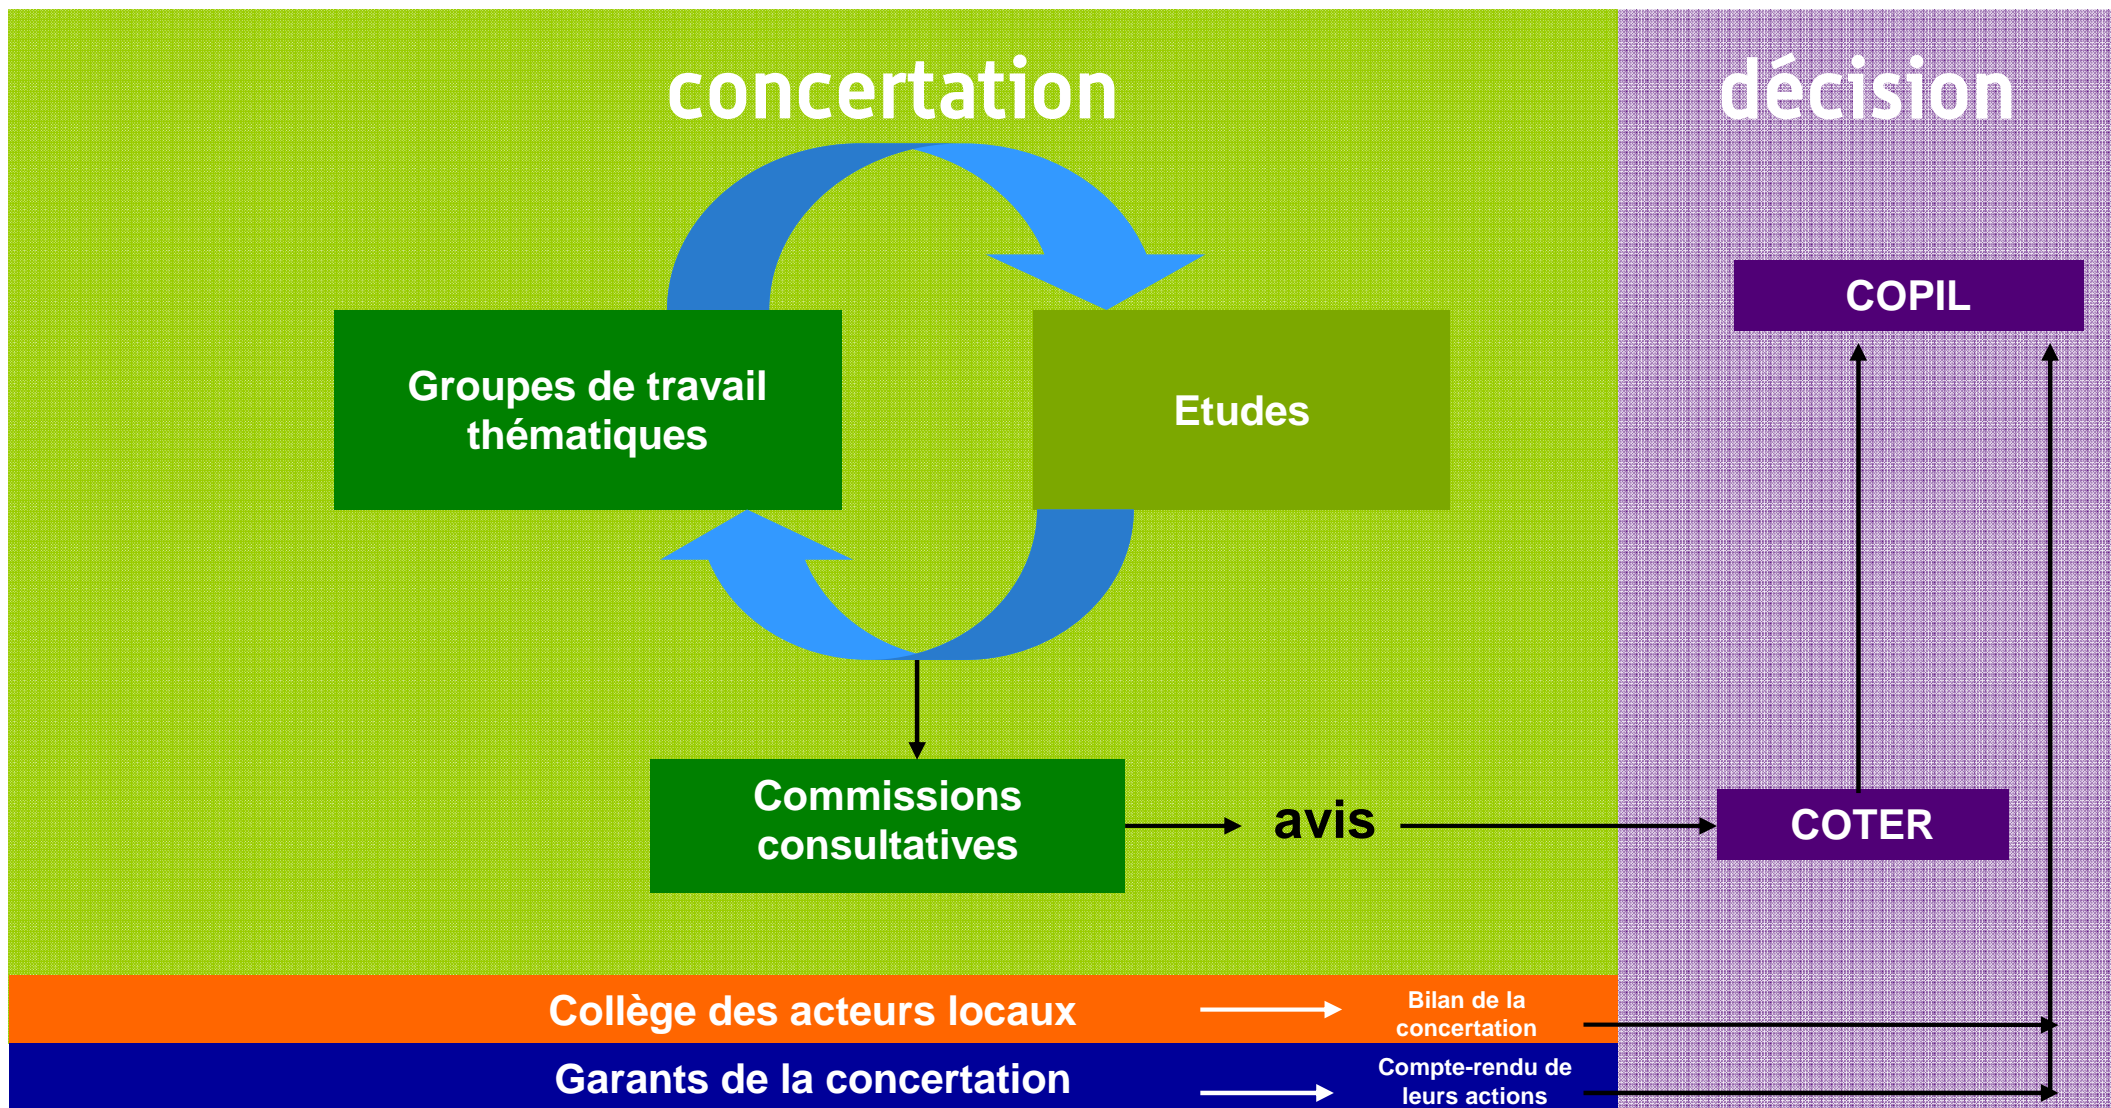 concertation
décision
COPIL
Groupes de travail
thématiques
Etudes
Commissions
consultatives
avis
COTER
Collège des acteurs locaux
Bilan de la
concertation
Garants de la concertation
Compte-rendu de
leurs actions